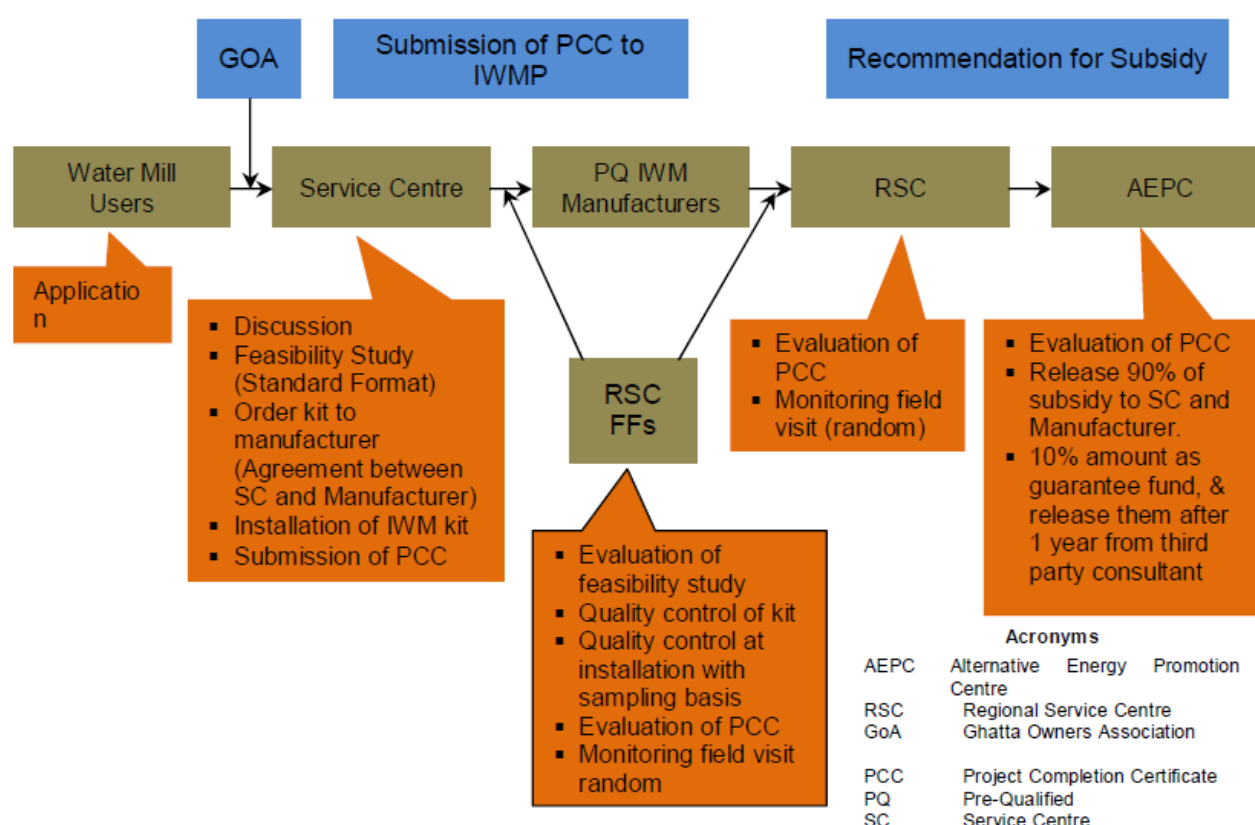 GOA
Submission of PCC to
IWMP
Recommendation for Subsidy
Water Mill
Users
Service Centre
PQ IWM
Manufacturers
RSC
AEPC
Applicatio
n
▪ Discussion
▪ Feasibility Study
(Standard Format)
▪ Order kit to
manufacturer
(Agreement between
SC and Manufacturer)
▪ Installation of IWM kit
▪ Submission of PCC
RSC
FFs
▪ Evaluation of
feasibility study
▪ Quality control of kit
▪ Quality control at
installation with
sampling basis
▪ Evaluation of PCC
▪ Monitoring field visit
random
▪ Evaluation of
PCC
▪ Monitoring field
visit (random)
▪ Evaluation of PCC
▪ Release 90% of
subsidy to SC and
Manufacturer.
▪ 10% amount as
guarantee fund, &
release them after
1 year from third
party consultant
Acronyms
AEPC Alternative Energy Promotion
Centre
RSC Regional Service Centre
GoA Ghatta Owners Association
PCC Project Completion Certificate
PQ Pre-Qualified
SC Service Centre